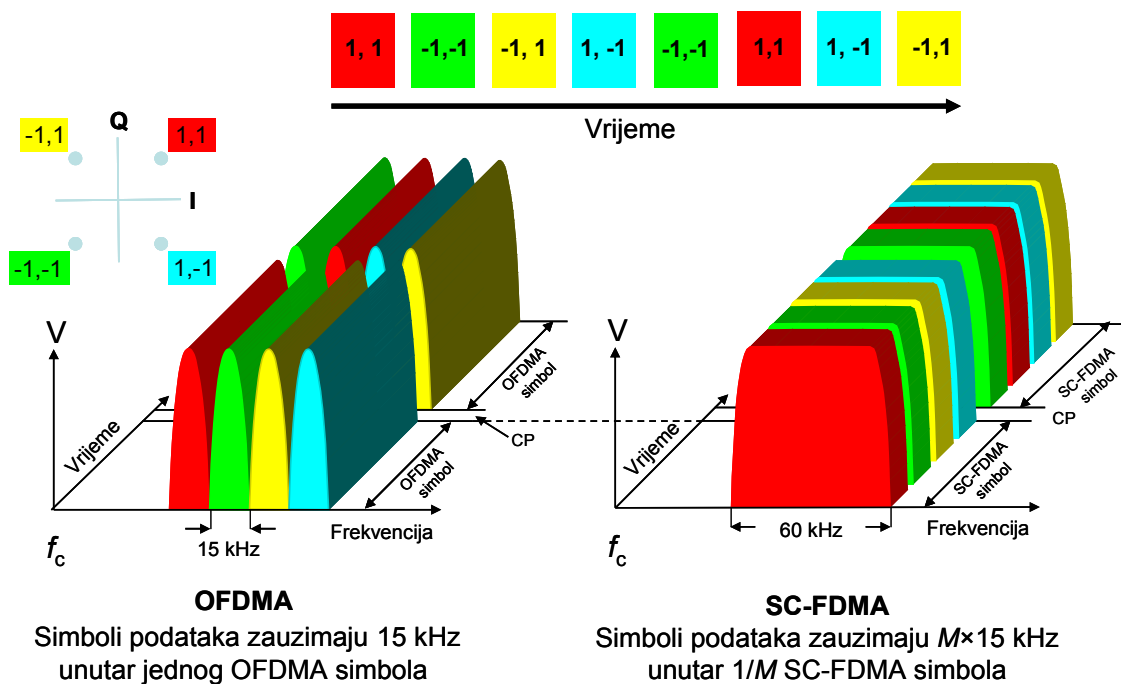 1, 1
-1,-1
-1, 1
1, -1
-1,-1
1,1
1, -1
-1,1
Vrijeme
Q
-1,1
1,1
I
-1,-1
1,-1
V
Vrijeme
OFDMA
simbol
CP
OFDMA
simbol
Frekvencija
15 kHz
fc
V
Vrijeme
SC-FDMA
simbol
CP
SC-FDMA
simbol
Frekvencija
60 kHz
fc
OFDMA
Simboli podataka zauzimaju 15 kHz
unutar jednog OFDMA simbola
SC-FDMA
Simboli podataka zauzimaju M×15 kHz
unutar 1/M SC-FDMA simbola